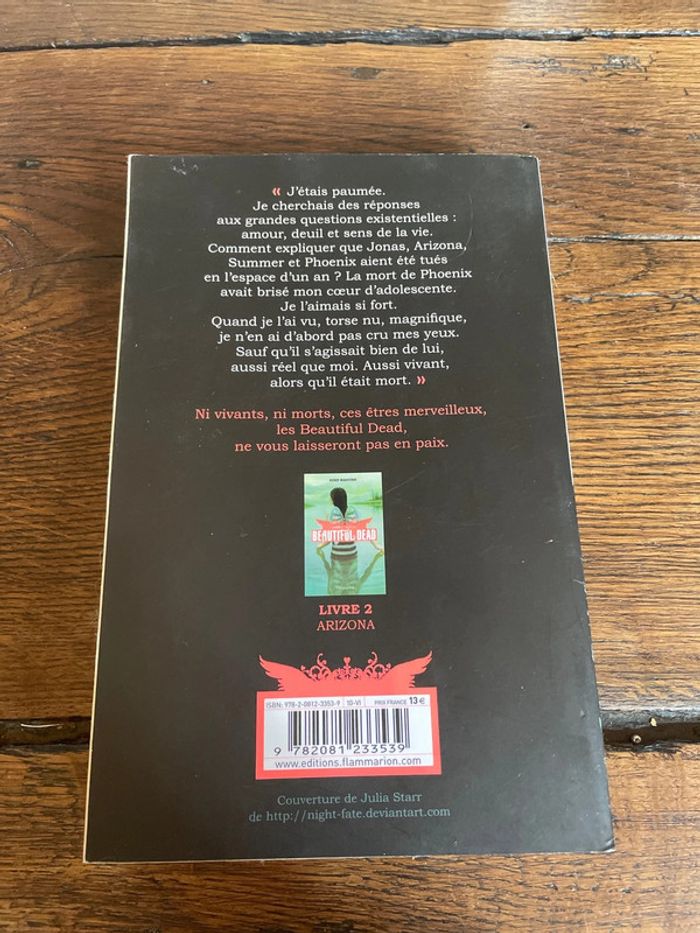 « J'étais paumée.
Je cherchais des réponses
aux grandes questions existentielles :
amour, deuil et sens de la vie.
Comment expliquer que Jonas, Arizona,
Summer et Phoenix aient été tués
en l'espace d'un an ? La mort de Phoenix
avait brisé mon cœur d'adolescente.
Je l'aimais si fort.
Quand je l'ai vu, torse nu, magnifique,
je n'en ai d'abord pas cru mes yeux.
Sauf qu'il s'agissait bien de lui,
aussi réel que moi. Aussi vivant,
alors qu'il était mort. »
Ni vivants, ni morts, ces êtres merveilleux,
les Beautiful Dead,
ne vous laisseront pas en paix.
BEAUTIFUL DEAD
LIVRE 2
ARIZONA
ISBN: 978-2-0812-3353-9 10-VI PRIX FRANCE 13 €
9 782081 233539
www.editions.flammarion.com
Couverture de Julia Starr
de http://night-fate.deviantart.com